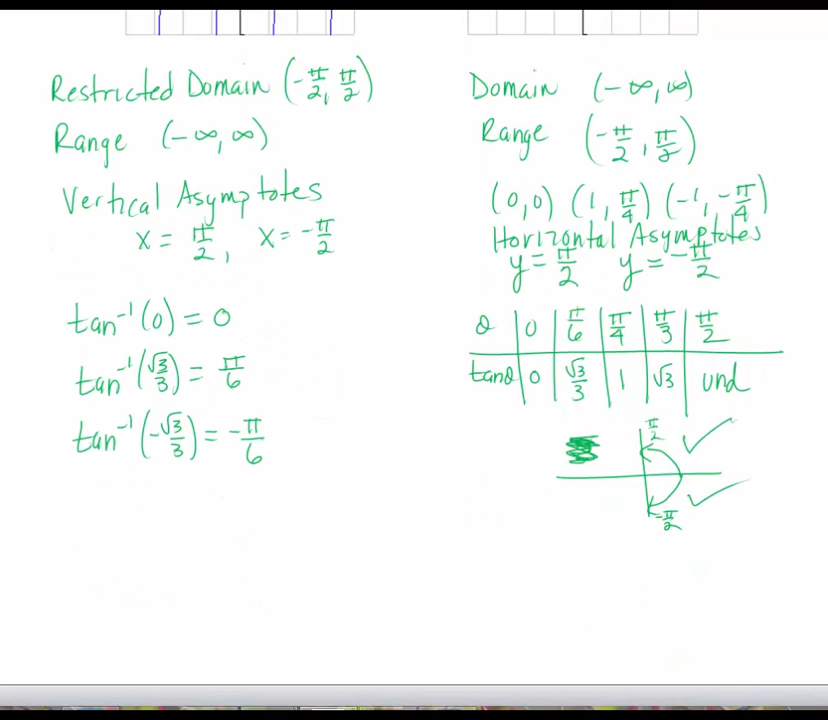 Restricted Domain (-π/2, π/2)
Range (-∞, ∞)
Vertical Asymptotes
x = π/2, x = -π/2
tan⁻¹(0) = 0
tan⁻¹(√3/3) = π/6
tan⁻¹(-√3/3) = -π/6
Domain (-∞, ∞)
Range (-π/2, π/2)
(0,0) (1, π/4) (-1, -π/4)
Horizontal Asymptotes
y = π/2 y = -π/2
θ 0 π/6 π/4 π/3 π/2
tanθ 0 √3/3 1 √3 und
π/2
-π/2